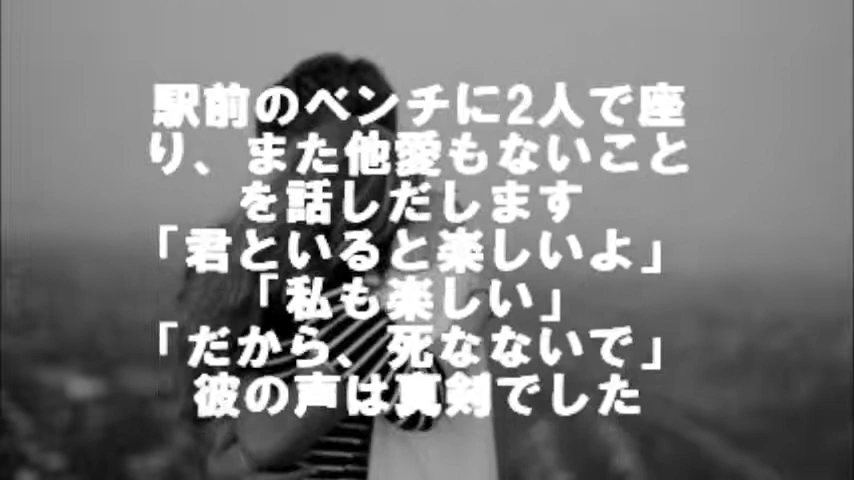 駅前のベンチに2人で座
り、また他愛もないこと
を話しだします
「君といると楽しいよ」
「私も楽しい」
「だから、死なないで」
彼の声は真剣でした